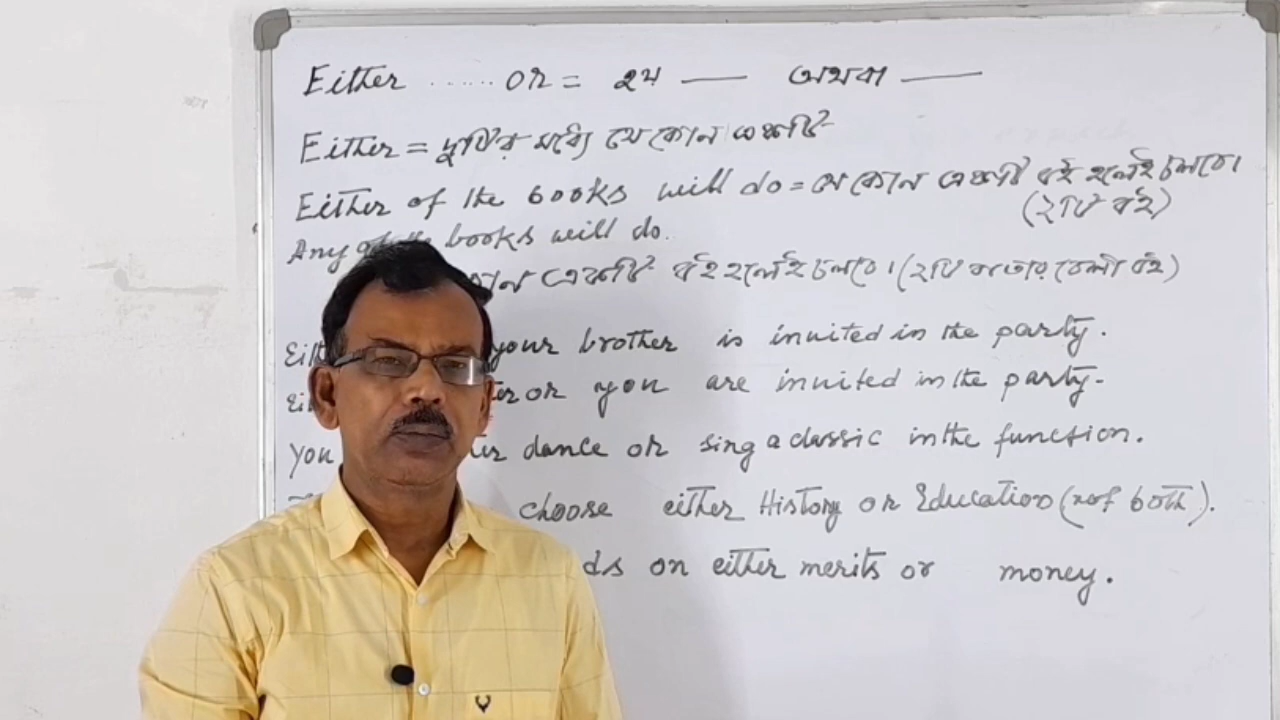 Either ...... or = হয় — অথবা —
Either = দুটির মধ্যে যে কোন একটি
Either of the books will do = যে কোন একটি বই হলেই চলবে।
(২টি বই)
Any of the books will do.
একটি বই হলেই চলবে। (২টি বা তার বেশী বই)
your brother is invited in the party.
or you are invited in the party.
you dance or sing a classic in the function.
choose either History or Education (not both).
on either merits or money.